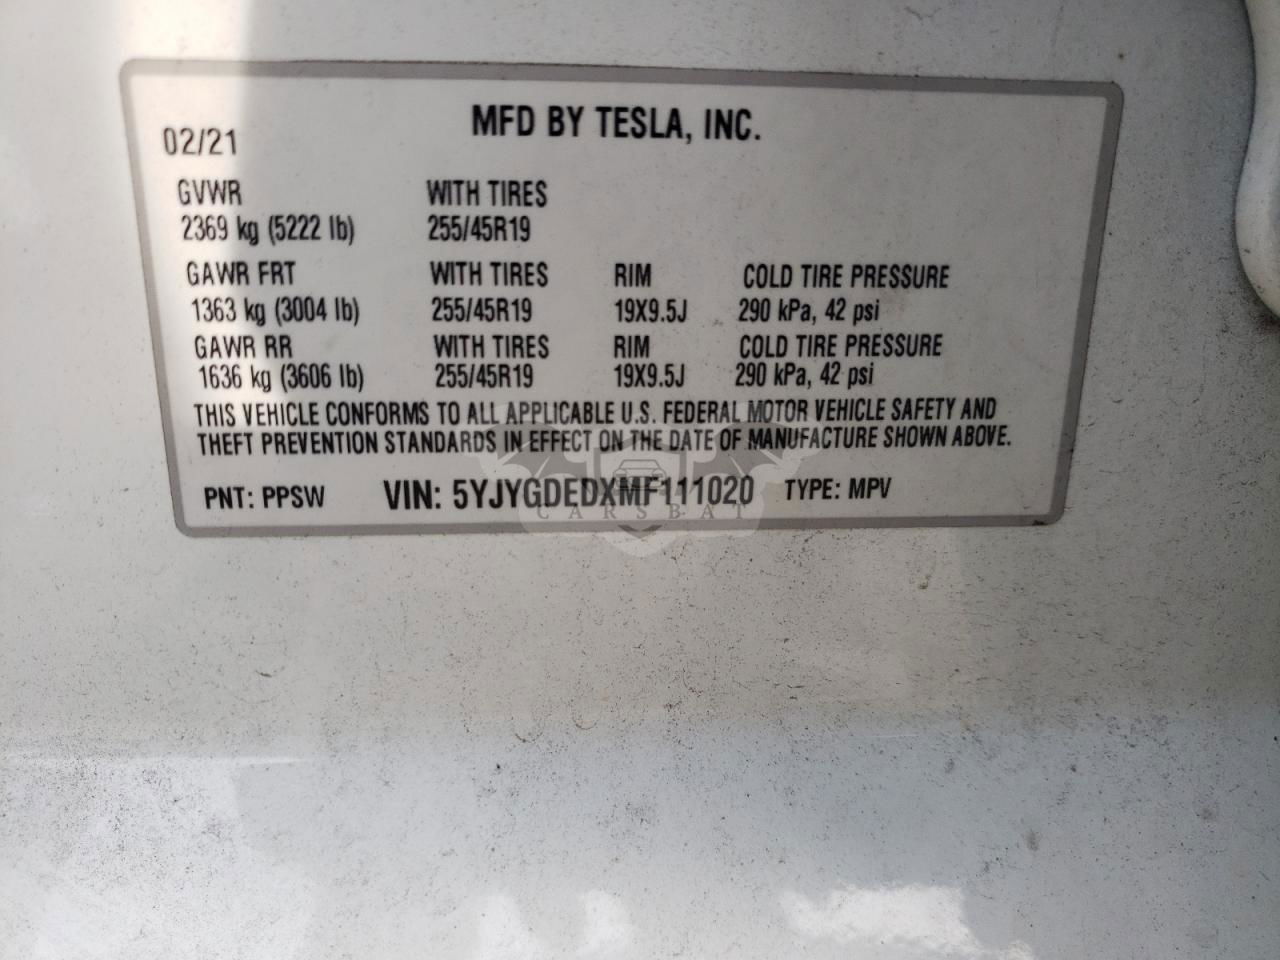 MFD BY TESLA, INC.
02/21
GVWR WITH TIRES
2369 kg (5222 lb) 255/45R19
GAWR FRT WITH TIRES RIM COLD TIRE PRESSURE
1363 kg (3004 lb) 255/45R19 19X9.5J 290 kPa, 42 psi
GAWR RR WITH TIRES RIM COLD TIRE PRESSURE
1636 kg (3606 lb) 255/45R19 19X9.5J 290 kPa, 42 psi
THIS VEHICLE CONFORMS TO ALL APPLICABLE U.S. FEDERAL MOTOR VEHICLE SAFETY AND
THEFT PREVENTION STANDARDS IN EFFECT ON THE DATE OF MANUFACTURE SHOWN ABOVE.
PNT: PPSW VIN: 5YJYGDEDXMF111020 TYPE: MPV
CARSBAT